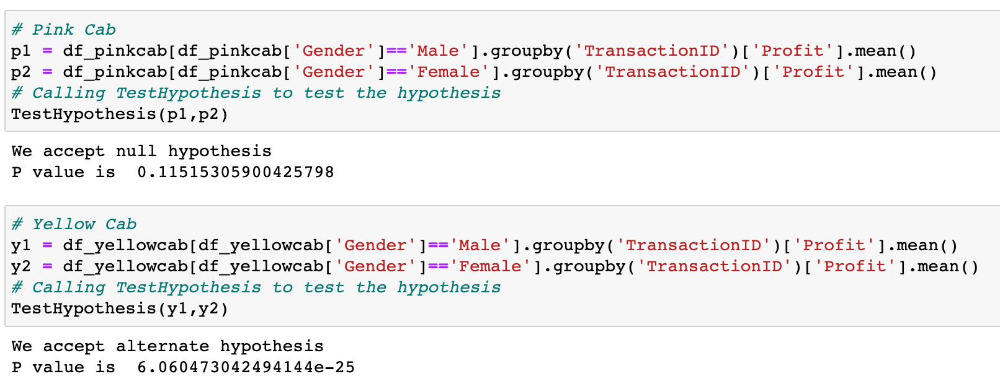 # Pink Cab
p1 = df_pinkcab[df_pinkcab['Gender']=='Male'].groupby('TransactionID')['Profit'].mean()
p2 = df_pinkcab[df_pinkcab['Gender']=='Female'].groupby('TransactionID')['Profit'].mean()
# Calling TestHypothesis to test the hypothesis
TestHypothesis(p1,p2)
We accept null hypothesis
P value is  0.11515305900425798
# Yellow Cab
y1 = df_yellowcab[df_yellowcab['Gender']=='Male'].groupby('TransactionID')['Profit'].mean()
y2 = df_yellowcab[df_yellowcab['Gender']=='Female'].groupby('TransactionID')['Profit'].mean()
# Calling TestHypothesis to test the hypothesis
TestHypothesis(y1,y2)
We accept alternate hypothesis
P value is  6.060473042494144e-25